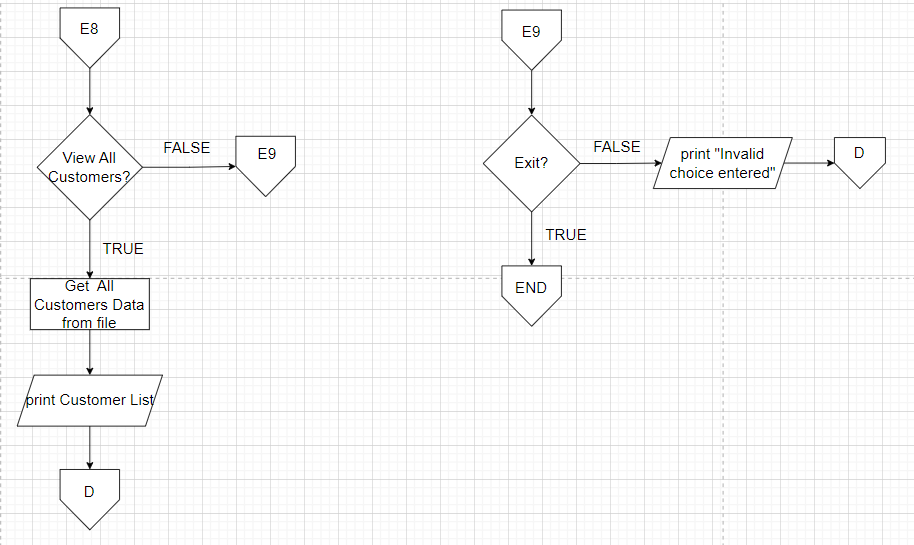 E8
View All
Customers?
FALSE
E9
TRUE
Get All
Customers Data
from file
print Customer List
D
E9
Exit?
FALSE
print "Invalid
choice entered"
D
TRUE
END